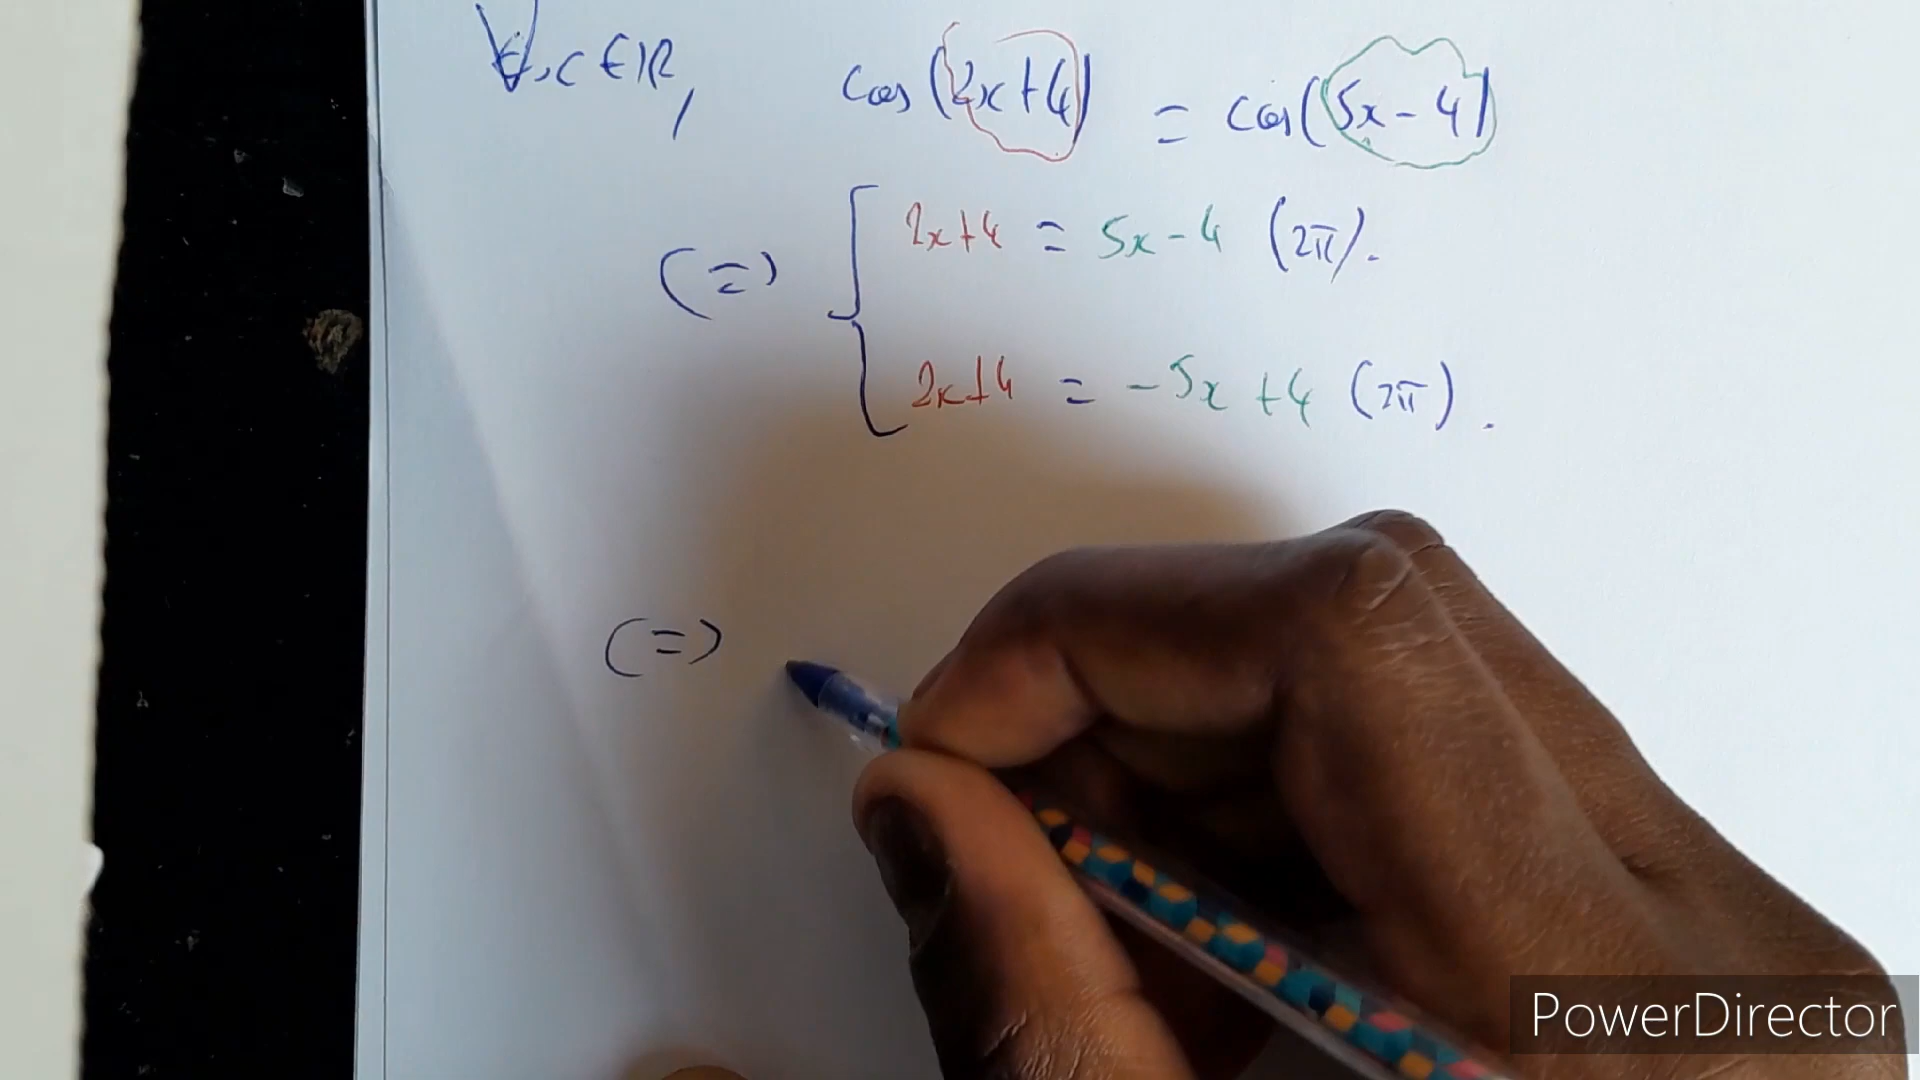 ∀x∈ℝ, cos(2x+4) = cos(5x-4)
(=) { 2x+4 = 5x-4 (2π).
2x+4 = -5x+4 (2π).
(=)
PowerDirector